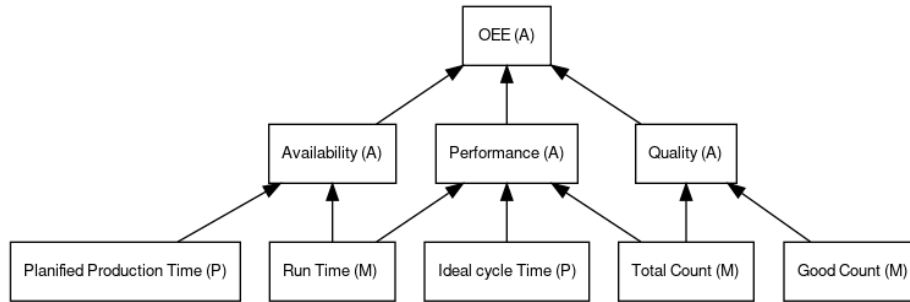 OEE (A)
Availability (A)
Performance (A)
Quality (A)
Planified Production Time (P)
Run Time (M)
Ideal cycle Time (P)
Total Count (M)
Good Count (M)